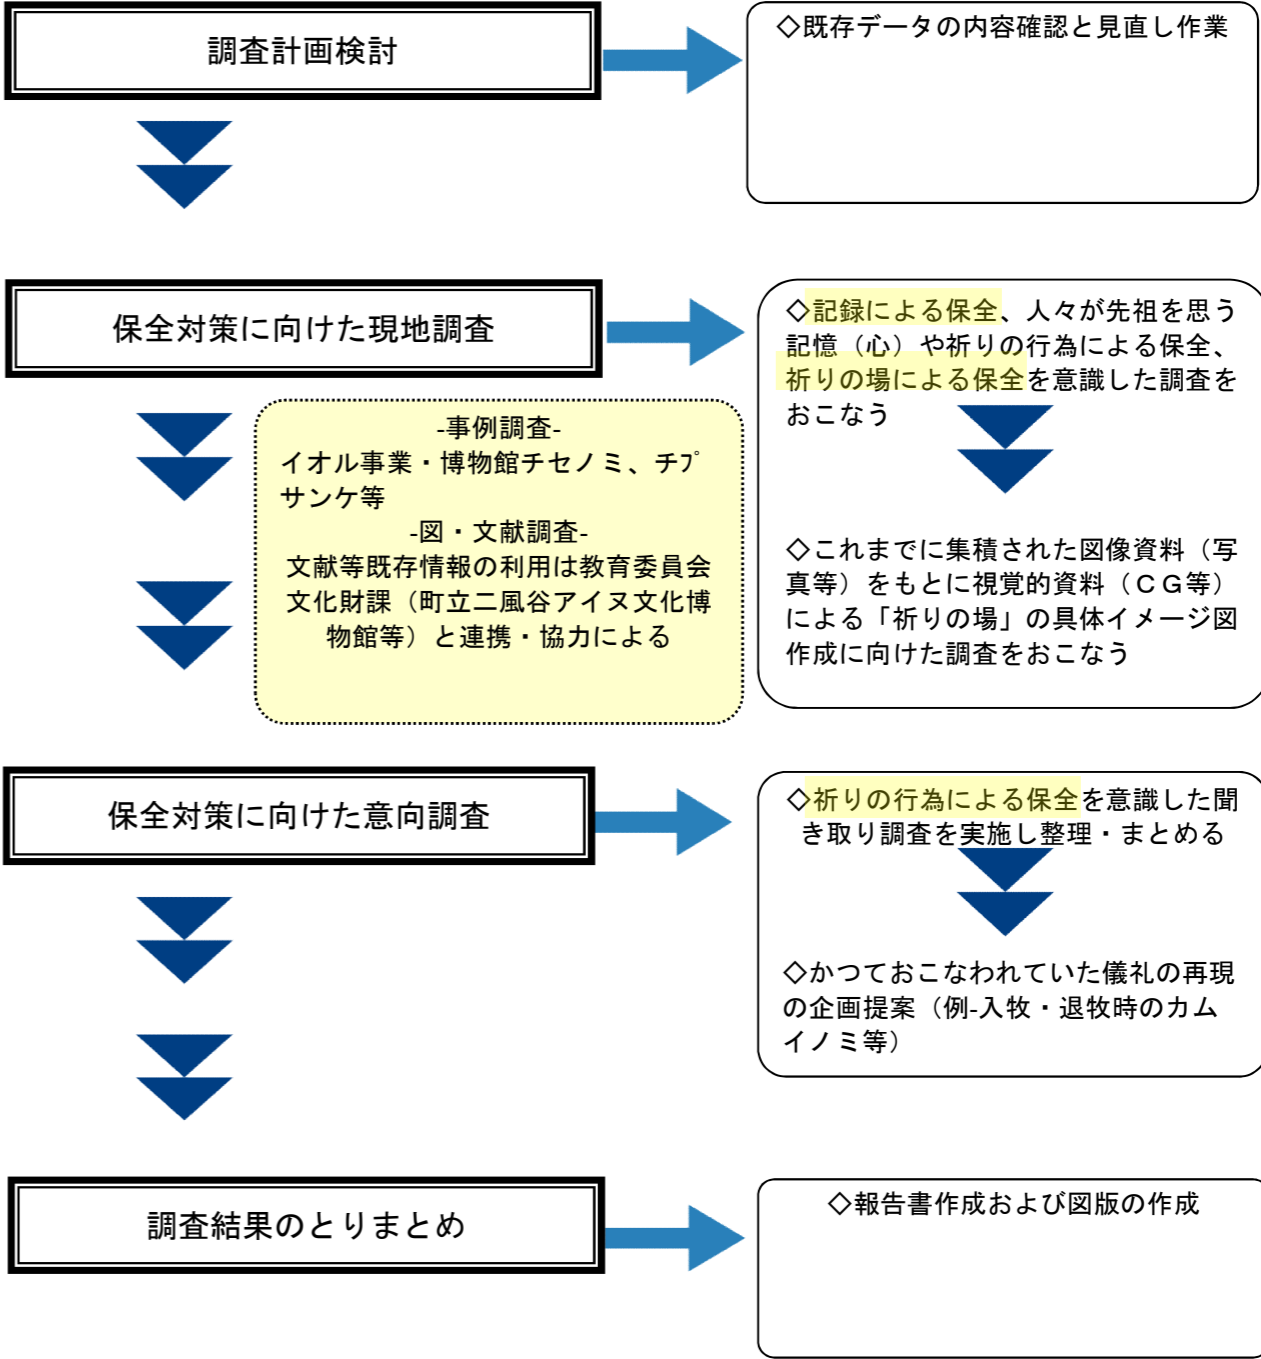 調査計画検討
◇既存データの内容確認と見直し作業
保全対策に向けた現地調査
◇記録による保全、人々が先祖を思う
記憶（心）や祈りの行為による保全、
祈りの場による保全を意識した調査を
おこなう
◇これまでに集積された図像資料（写
真等）をもとに視覚的資料（ＣＧ等）
による「祈りの場」の具体イメージ図
作成に向けた調査をおこなう
-事例調査-
イオル事業・博物館チセノミ、チㇷ゚
サンケ等
-図・文献調査-
文献等既存情報の利用は教育委員会
文化財課（町立二風谷アイヌ文化博
物館等）と連携・協力による
保全対策に向けた意向調査
◇祈りの行為による保全を意識した聞
き取り調査を実施し整理・まとめる
◇かつておこなわれていた儀礼の再現
の企画提案（例-入牧・退牧時のカム
イノミ等）
調査結果のとりまとめ
◇報告書作成および図版の作成